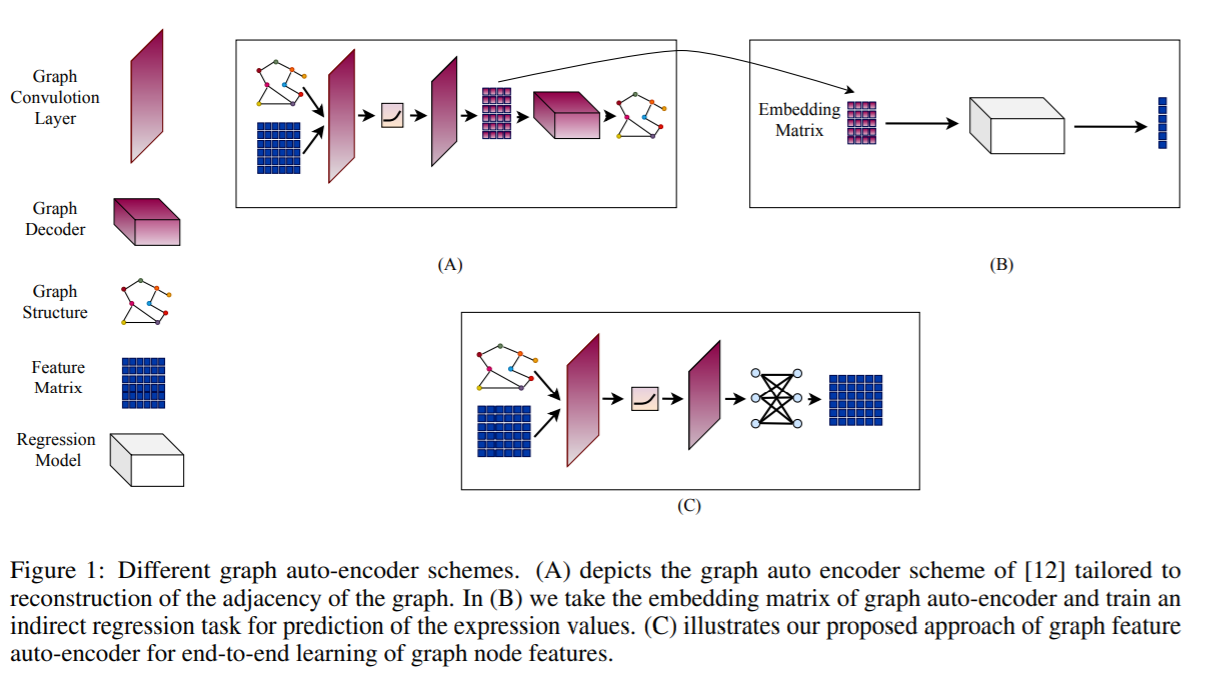 Graph
Convulotion
Layer
Graph
Decoder
Graph
Structure
Feature
Matrix
Regression
Model
(A)
Embedding
Matrix
(B)
(C)
Figure 1: Different graph auto-encoder schemes. (A) depicts the graph auto encoder scheme of [12] tailored to
reconstruction of the adjacency of the graph. In (B) we take the embedding matrix of graph auto-encoder and train an
indirect regression task for prediction of the expression values. (C) illustrates our proposed approach of graph feature
auto-encoder for end-to-end learning of graph node features.